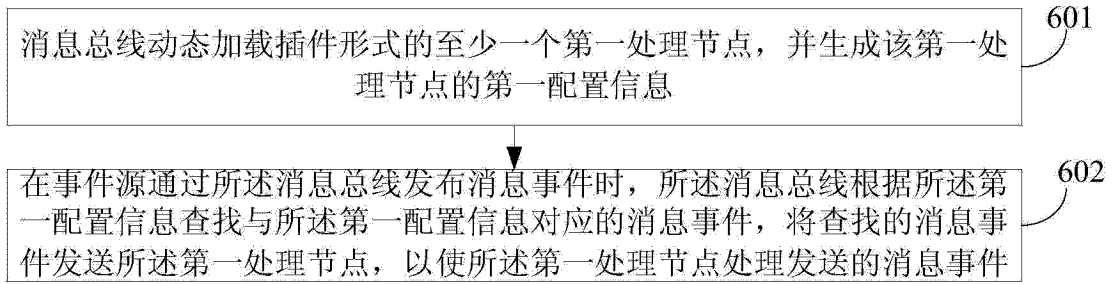 601
消息总线动态加载插件形式的至少一个第一处理节点，并生成该第一处
理节点的第一配置信息
602
在事件源通过所述消息总线发布消息事件时，所述消息总线根据所述第
一配置信息查找与所述第一配置信息对应的消息事件，将查找的消息事
件发送所述第一处理节点，以使所述第一处理节点处理发送的消息事件